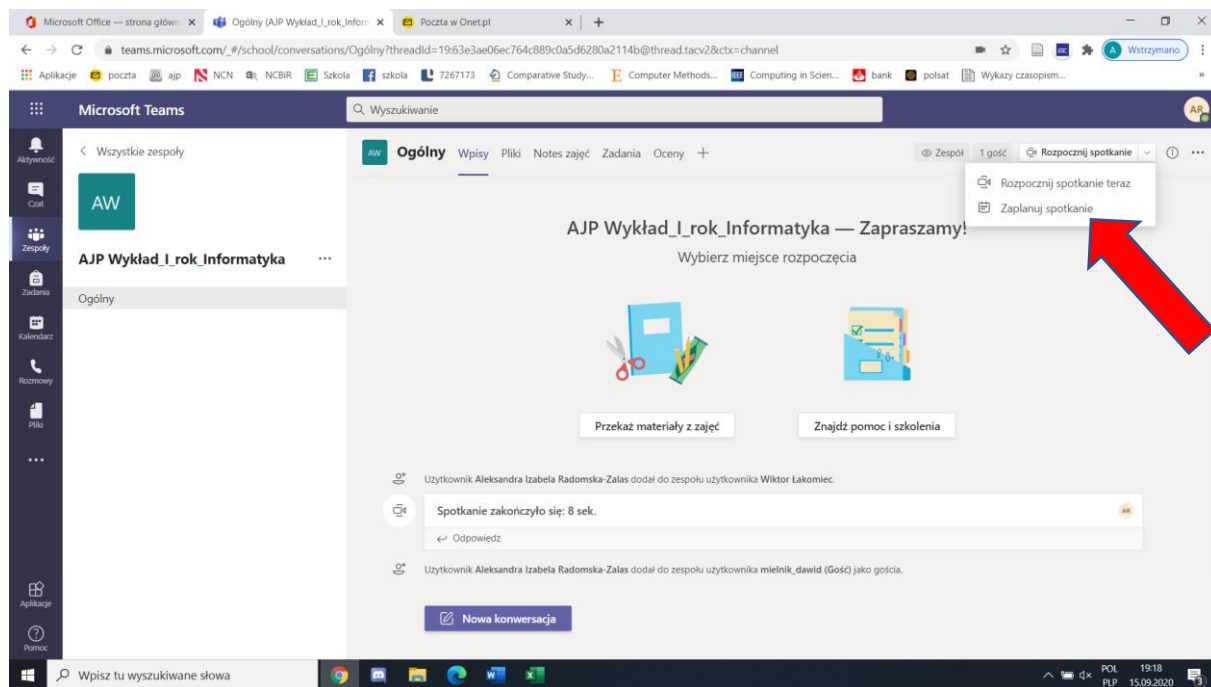 Microsoft Office — strona główn
Ogólny (AJP Wykład_I_rok_Inform
Poczta w Onet.pl
teams.microsoft.com/_#/school/conversations/Ogólny?threadId=19:63e3ae06ec764c889c0a5d6280a2114b@thread.tacv2&ctx=channel
A Wstrzymano
Aplikacje poczta ajp NCN NCBiR Szkola szkola 7267173 Comparative Study... Computer Methods... Computing in Scien... bank polsat Wykazy czasopism... »
Microsoft Teams
Wyszukiwanie
AR
Aktywność
Czat
Zespoły
Zadania
Kalendarz
Rozmowy
Pliki
Aplikacje
Pomoc
Wszystkie zespoły
AW
AJP Wykład_I_rok_Informatyka
Ogólny
AW Ogólny Wpisy Pliki Notes zajęć Zadania Oceny +
Zespół 1 gość Rozpocznij spotkanie
Rozpocznij spotkanie teraz
Zaplanuj spotkanie
AJP Wykład_I_rok_Informatyka — Zapraszamy!
Wybierz miejsce rozpoczęcia
Przekaż materiały z zajęć
Znajdź pomoc i szkolenia
Użytkownik Aleksandra Izabela Radomska-Zalas dodał do zespołu użytkownika Wiktor Łakomiec.
Spotkanie zakończyło się: 8 sek.
AR
Odpowiedz
Użytkownik Aleksandra Izabela Radomska-Zalas dodał do zespołu użytkownika mielnik_dawid (Gość) jako gościa.
Nowa konwersacja
Wpisz tu wyszukiwane słowa
POL 19:18
PLP 15.09.2020
3